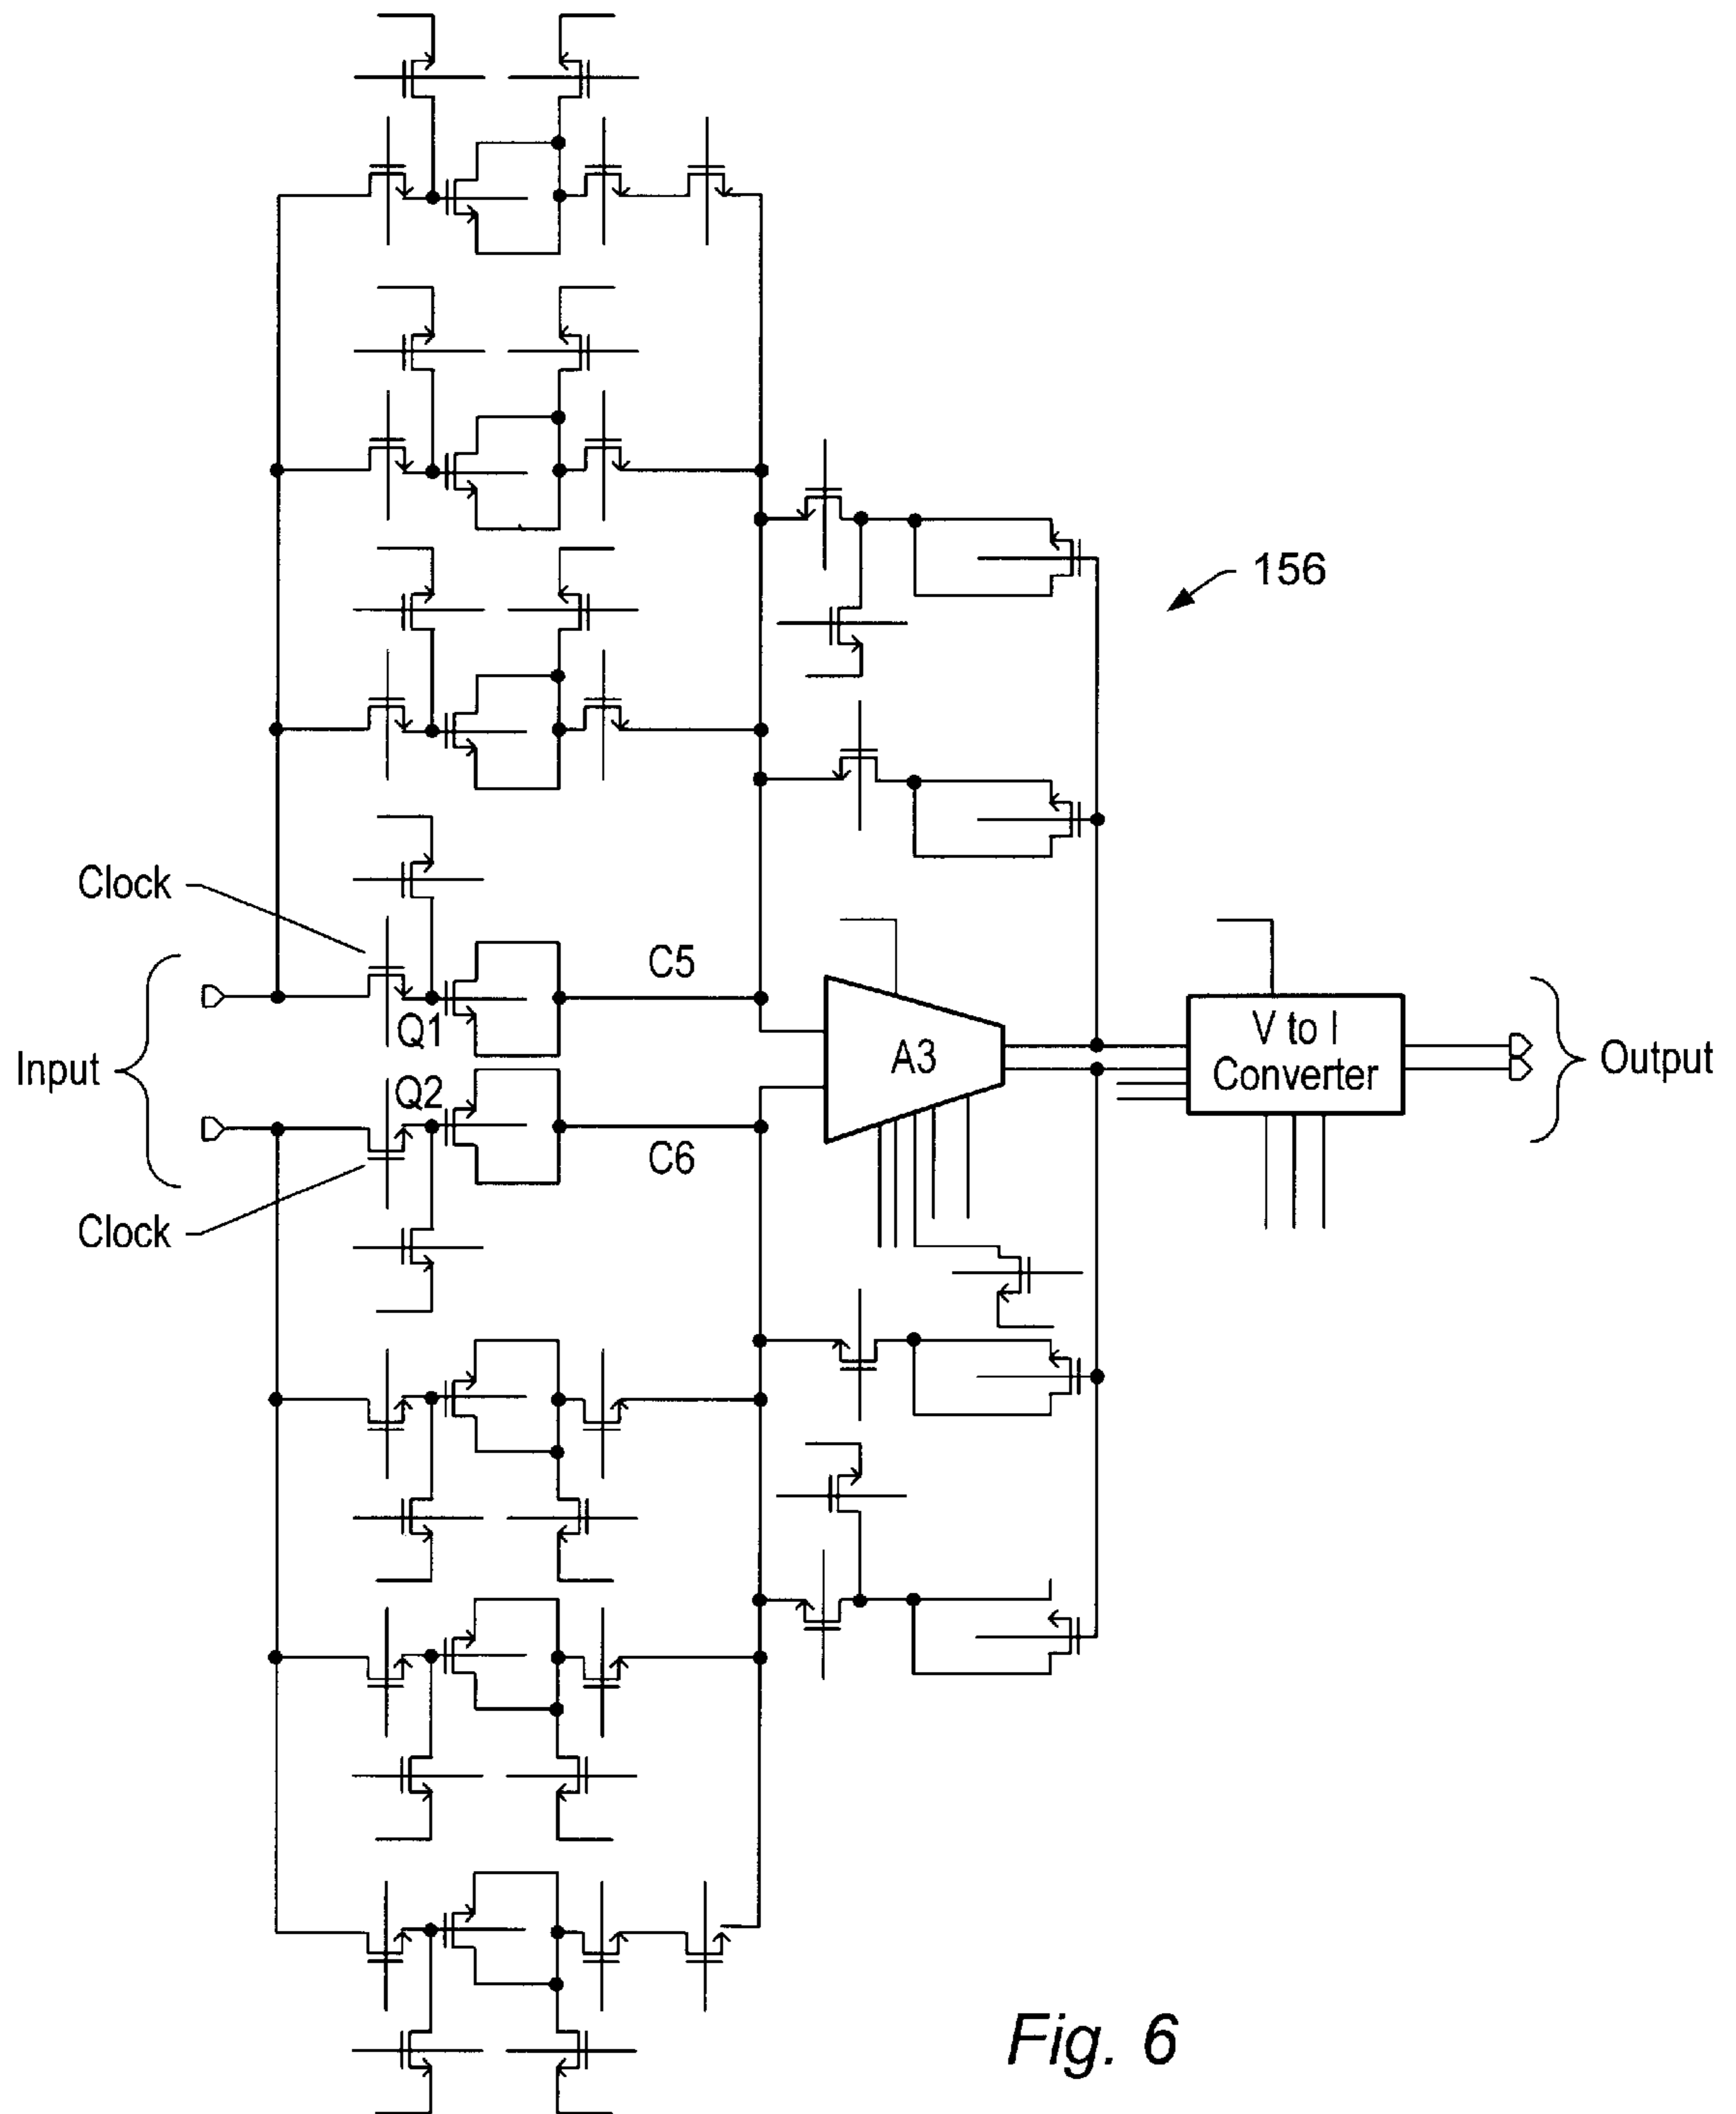 156
Clock
C5
Q1
Input
Q2
C6
Clock
A3
V to I
Converter
Output
Fig. 6